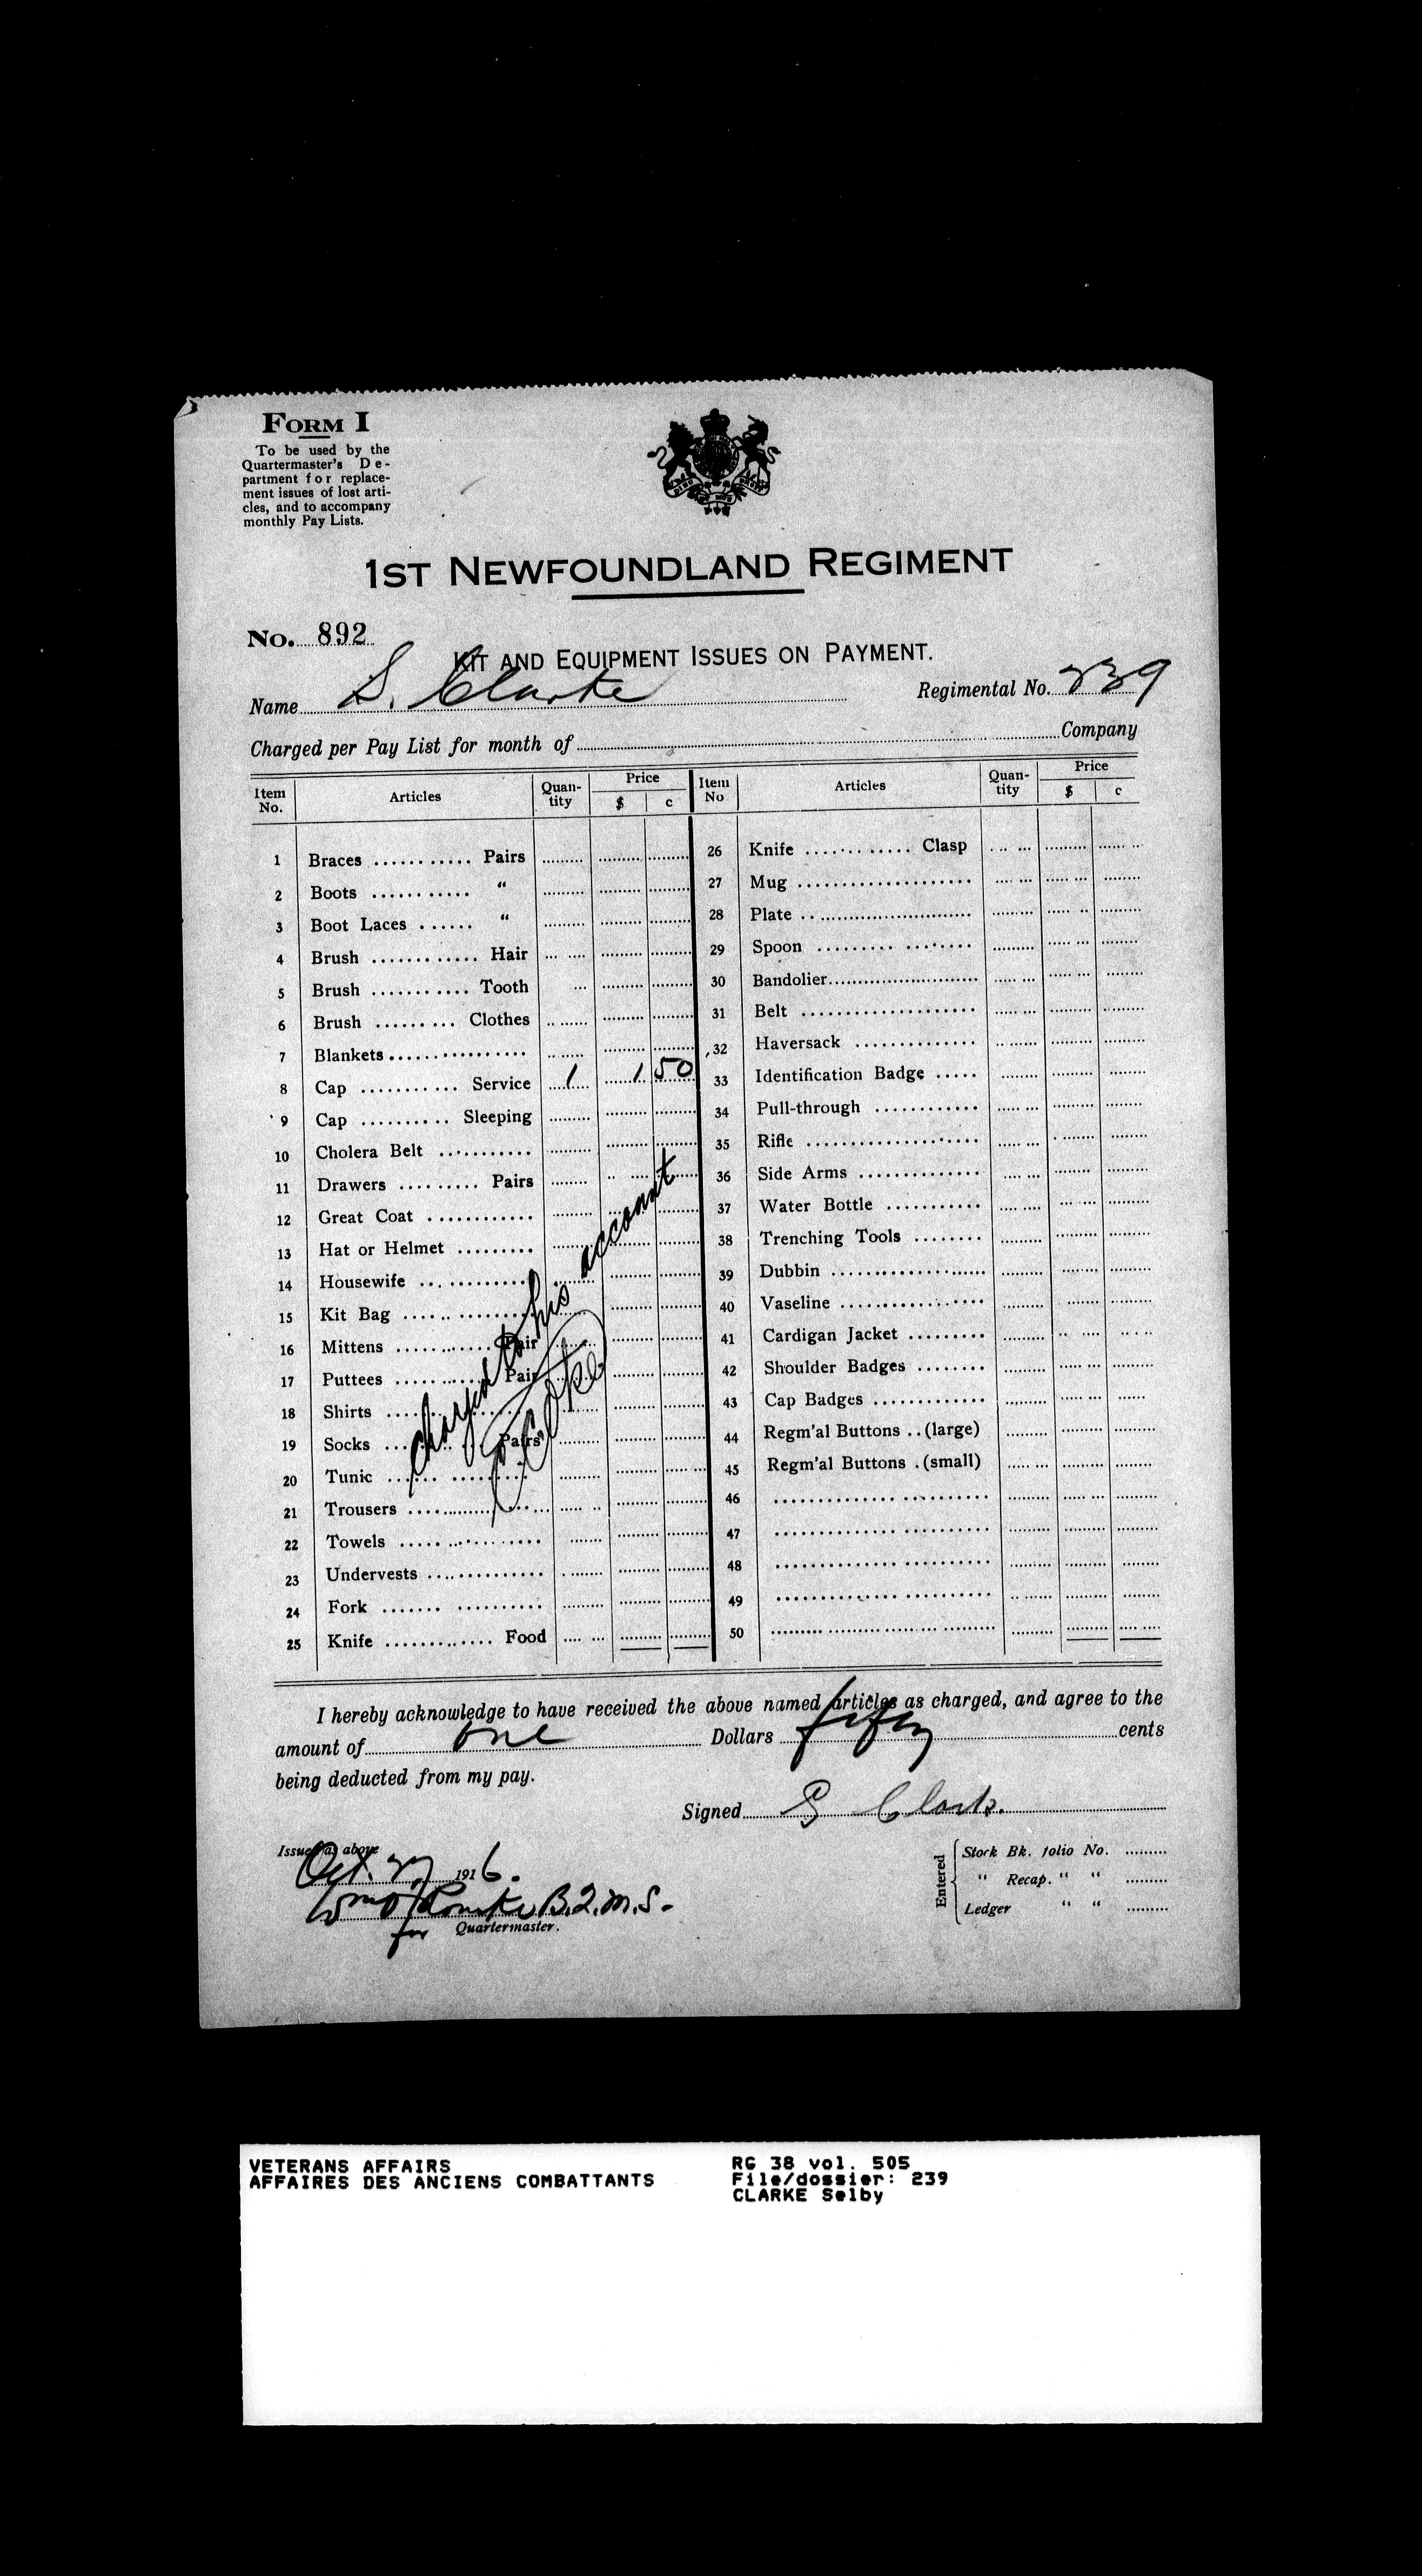 FORM I
To be used by the
Quartermaster's De-
partment for replace-
ment issues of lost arti-
cles, and to accompany
monthly Pay Lists.
1ST NEWFOUNDLAND REGIMENT
No. 892
KIT AND EQUIPMENT ISSUES ON PAYMENT.
Name S. Clarke Regimental No. 239
Charged per Pay List for month of Company
Item No. Articles Quantity Price $ c Item No Articles Quantity Price $ c
1 Braces Pairs 26 Knife Clasp
2 Boots “ 27 Mug
3 Boot Laces “ 28 Plate
4 Brush Hair 29 Spoon
5 Brush Tooth 30 Bandolier
6 Brush Clothes 31 Belt
7 Blankets 32 Haversack
8 Cap Service 1 1 50 33 Identification Badge
9 Cap Sleeping 34 Pull-through
10 Cholera Belt 35 Rifle
11 Drawers Pairs 36 Side Arms
12 Great Coat 37 Water Bottle
13 Hat or Helmet 38 Trenching Tools
14 Housewife 39 Dubbin
15 Kit Bag 40 Vaseline
16 Mittens Pair 41 Cardigan Jacket
17 Puttees Pair 42 Shoulder Badges
18 Shirts 43 Cap Badges
19 Socks Pairs 44 Regm'al Buttons (large)
20 Tunic 45 Regm'al Buttons (small)
21 Trousers 46
22 Towels 47
23 Undervests 48
24 Fork 49
25 Knife Food 50
charged to his account
I hereby acknowledge to have received the above named articles as charged, and agree to the
amount of one Dollars fifty cents
being deducted from my pay.
Signed S Clark.
Issued as above
Oct. 27 1916.
B.Q.M.S.
for Quartermaster.
Entered
Stock Bk. folio No.
“ Recap. “ “
Ledger “ “
VETERANS AFFAIRS
AFFAIRES DES ANCIENS COMBATTANTS
RG 38 vol. 505
File/dossier: 239
CLARKE Selby